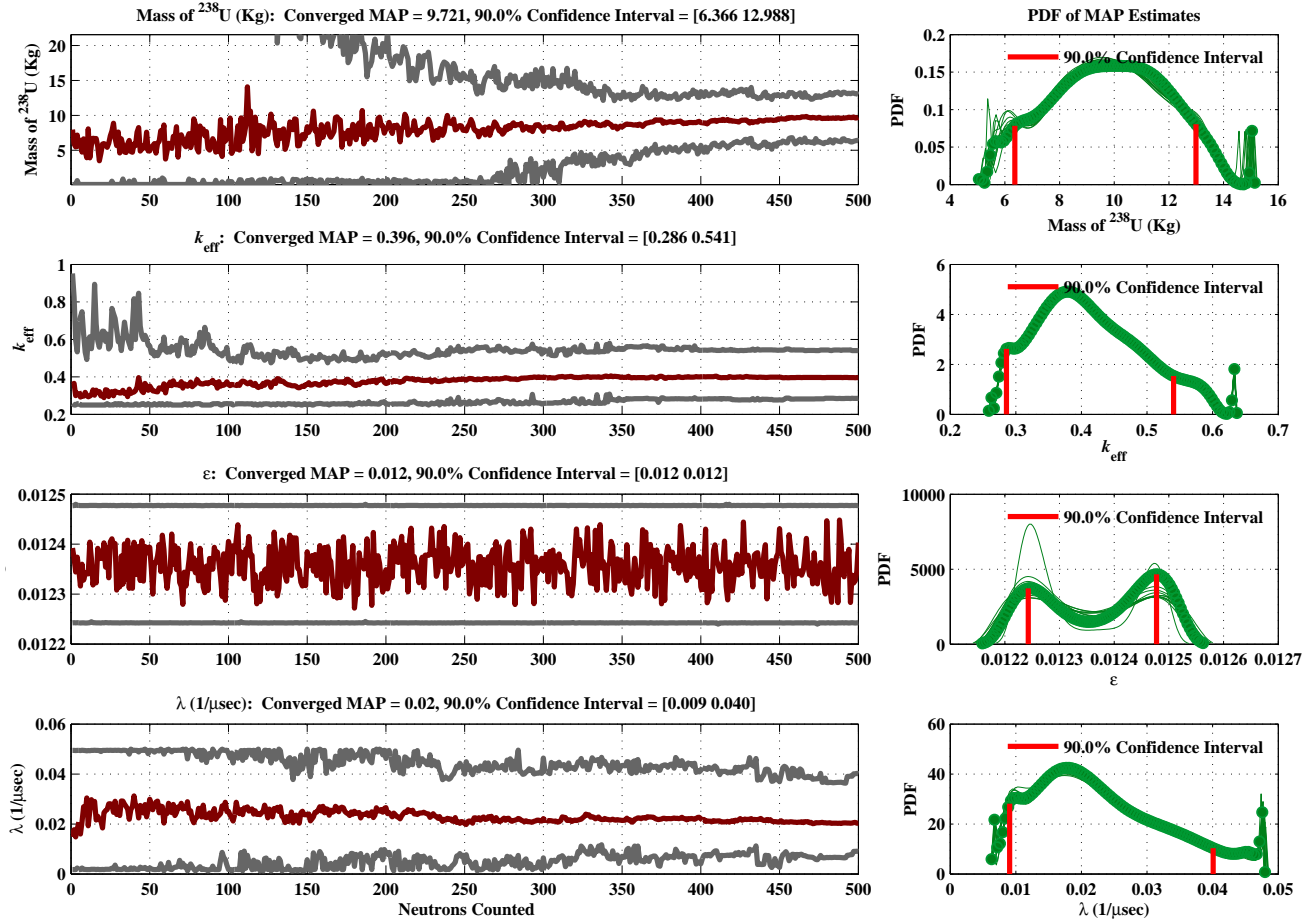 Mass of ²³⁸U (Kg): Converged MAP = 9.721, 90.0% Confidence Interval = [6.366 12.988]
PDF of MAP Estimates
Mass of ²³⁸U (Kg)
20
15
10
5
0 50 100 150 200 250 300 350 400 450 500
PDF
0.2
0.15
0.1
0.05
0
90.0% Confidence Interval
4 6 8 10 12 14 16
Mass of ²³⁸U (Kg)
k_eff: Converged MAP = 0.396, 90.0% Confidence Interval = [0.286 0.541]
k_eff
1
0.8
0.6
0.4
0.2
0 50 100 150 200 250 300 350 400 450 500
PDF
6
4
2
0
90.0% Confidence Interval
0.2 0.3 0.4 0.5 0.6 0.7
k_eff
ε: Converged MAP = 0.012, 90.0% Confidence Interval = [0.012 0.012]
0.0125
0.0124
0.0123
0.0122
0 50 100 150 200 250 300 350 400 450 500
PDF
10000
5000
0
90.0% Confidence Interval
0.0122 0.0123 0.0124 0.0125 0.0126 0.0127
ε
λ (1/μsec): Converged MAP = 0.02, 90.0% Confidence Interval = [0.009 0.040]
λ (1/μsec)
0.06
0.04
0.02
0
0 50 100 150 200 250 300 350 400 450 500
Neutrons Counted
PDF
60
40
20
0
90.0% Confidence Interval
0 0.01 0.02 0.03 0.04 0.05
λ (1/μsec)